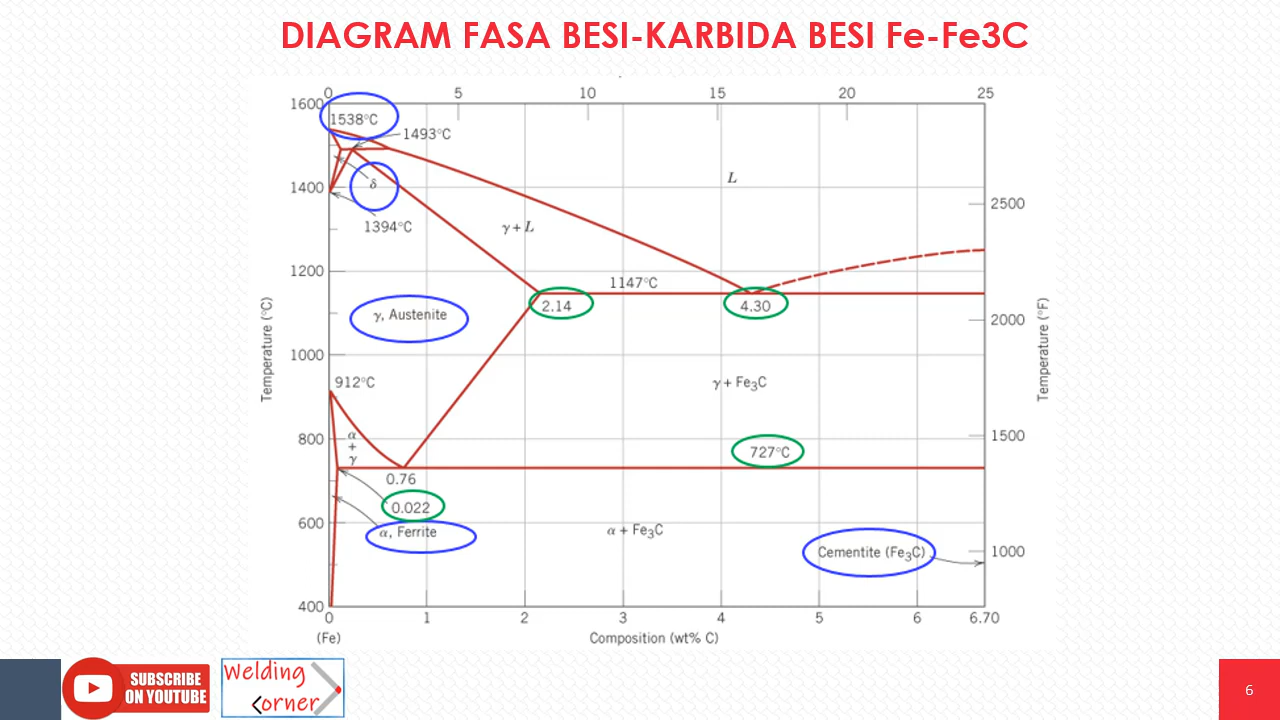 DIAGRAM FASA BESI-KARBIDA BESI Fe-Fe3C
0 5 10 15 20 25
1600
1538°C
1493°C
δ
L
1400
2500
1394°C
γ + L
1200
1147°C
2.14
4.30
γ, Austenite
2000
Temperature (°C)
Temperature (°F)
1000
912°C
γ + Fe₃C
800
α
+
γ
1500
727°C
0.76
0.022
600
α, Ferrite
α + Fe₃C
Cementite (Fe₃C)
1000
400
0 1 2 3 4 5 6 6.70
(Fe)
Composition (wt% C)
SUBSCRIBE
ON YOUTUBE
Welding
Corner
6